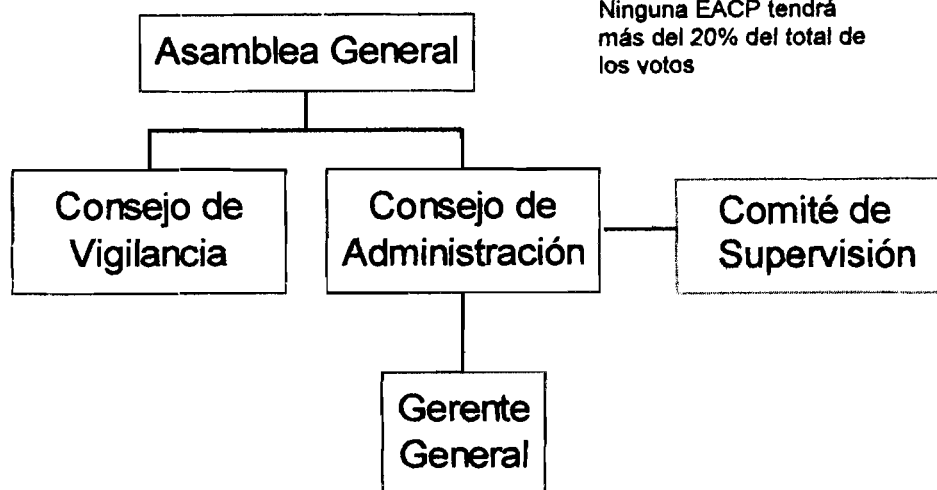 Ninguna EACP tendrá
más del 20% del total de
los votos
Asamblea General
Consejo de
Vigilancia
Consejo de
Administración
Comité de
Supervisión
Gerente
General